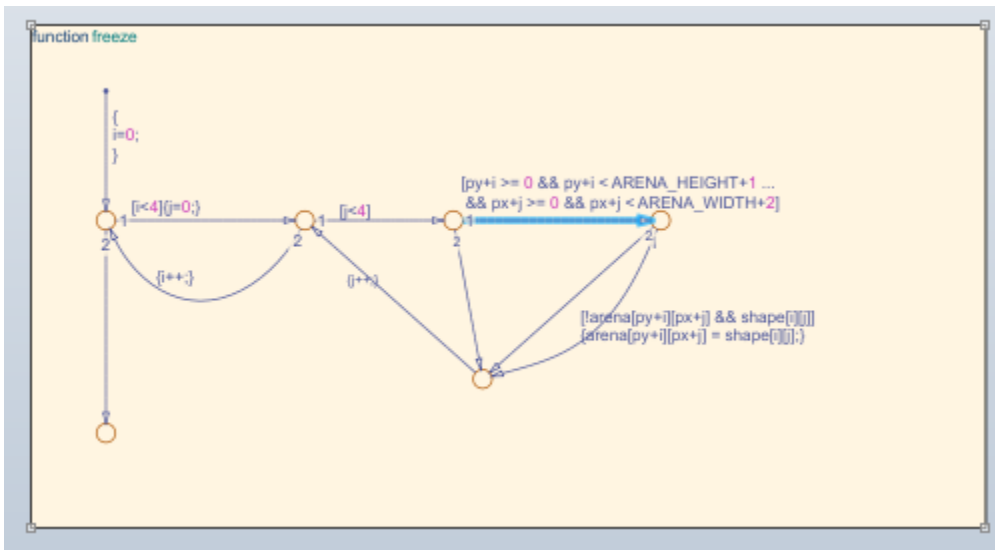 function freeze
{
i=0;
}
[py+i >= 0 && py+i < ARENA_HEIGHT+1 ...
&& px+j >= 0 && px+j < ARENA_WIDTH+2]
[i<4]{j=0;}
[j<4]
1
1
1
2
2
2
2
1
{i++;}
{j++;}
[!arena[py+i][px+j] && shape[i][j]]
{arena[py+i][px+j] = shape[i][j];}